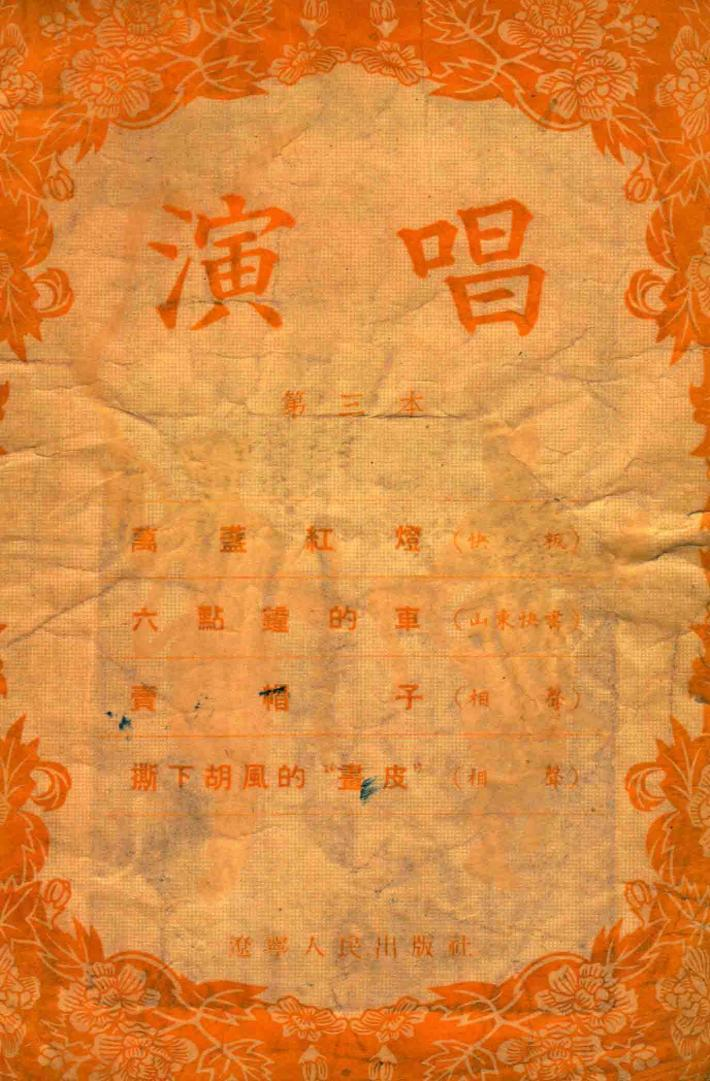 演唱
第三本
萬盞紅燈(快板)
六點鐘的車(山東快書)
賣帽子(相聲)
撕下胡風的"畫皮"(相聲)
遼寧人民出版社